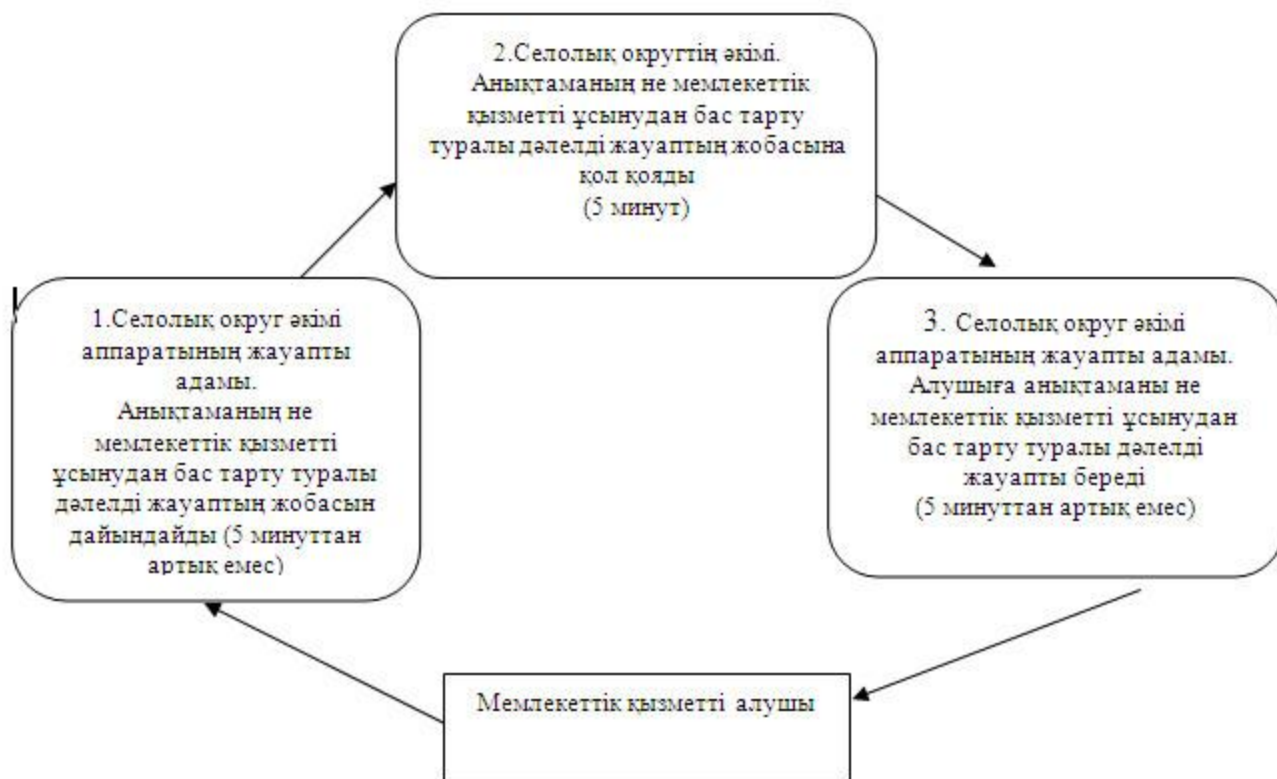 2.Селолық округтің әкімі.
Анықтаманың не мемлекеттік
қызметті ұсынудан бас тарту
туралы дәлелді жауаптың жобасына
қол қояды
(5 минут)
1.Селолық округ әкімі
аппаратының жауапты
адамы.
Анықтаманың не
мемлекеттік қызметті
ұсынудан бас тарту туралы
дәлелді жауаптың жобасын
дайындайды (5 минуттан
артық емес)
3. Селолық округ әкімі
аппаратының жауапты адамы.
Алушыға анықтаманы не
мемлекеттік қызметті ұсынудан
бас тарту туралы дәлелді
жауапты береді
(5 минуттан артық емес)
Мемлекеттік қызметті алушы